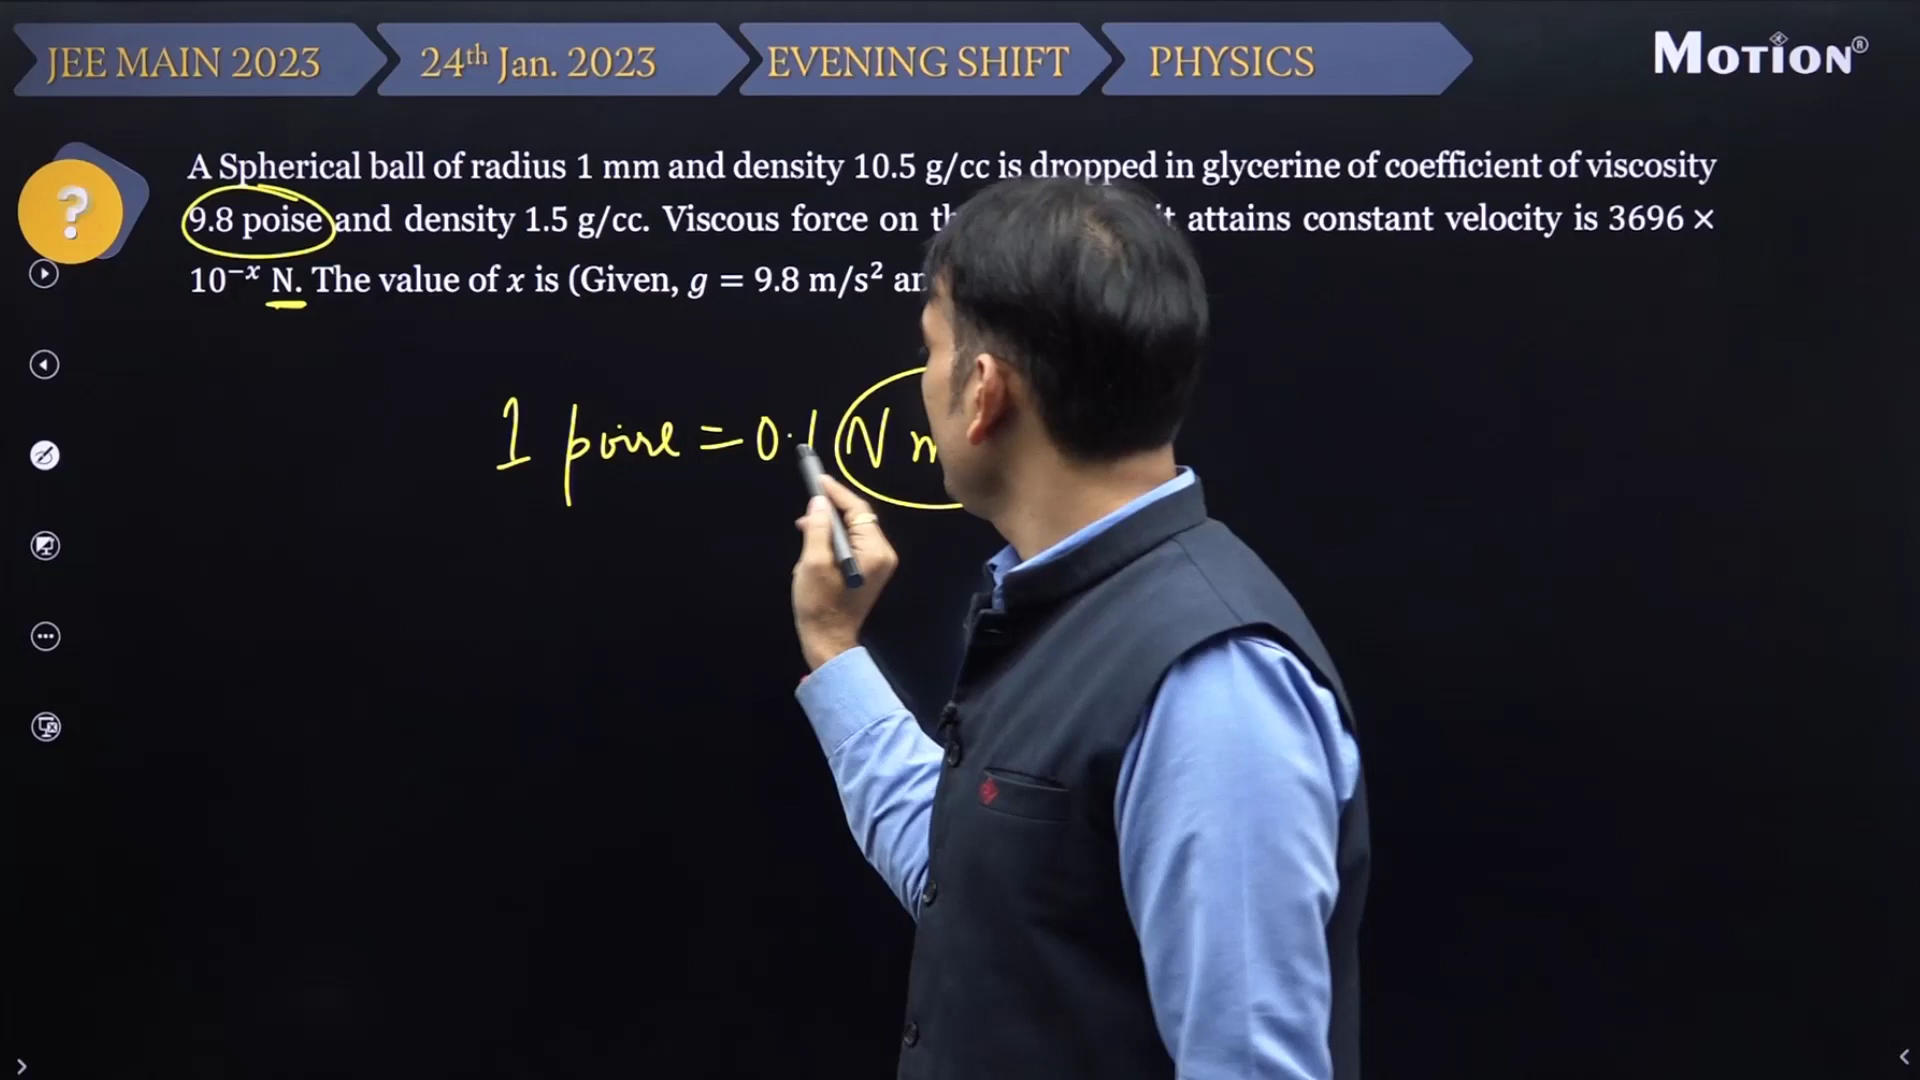 JEE MAIN 2023 24th Jan. 2023 EVENING SHIFT PHYSICS MOTION®
A Spherical ball of radius 1 mm and density 10.5 g/cc is dropped in glycerine of coefficient of viscosity
9.8 poise and density 1.5 g/cc. Viscous force on it attains constant velocity is 3696 ×
10⁻ˣ N. The value of x is (Given, g = 9.8 m/s²
?
1 poise = 0.1 N